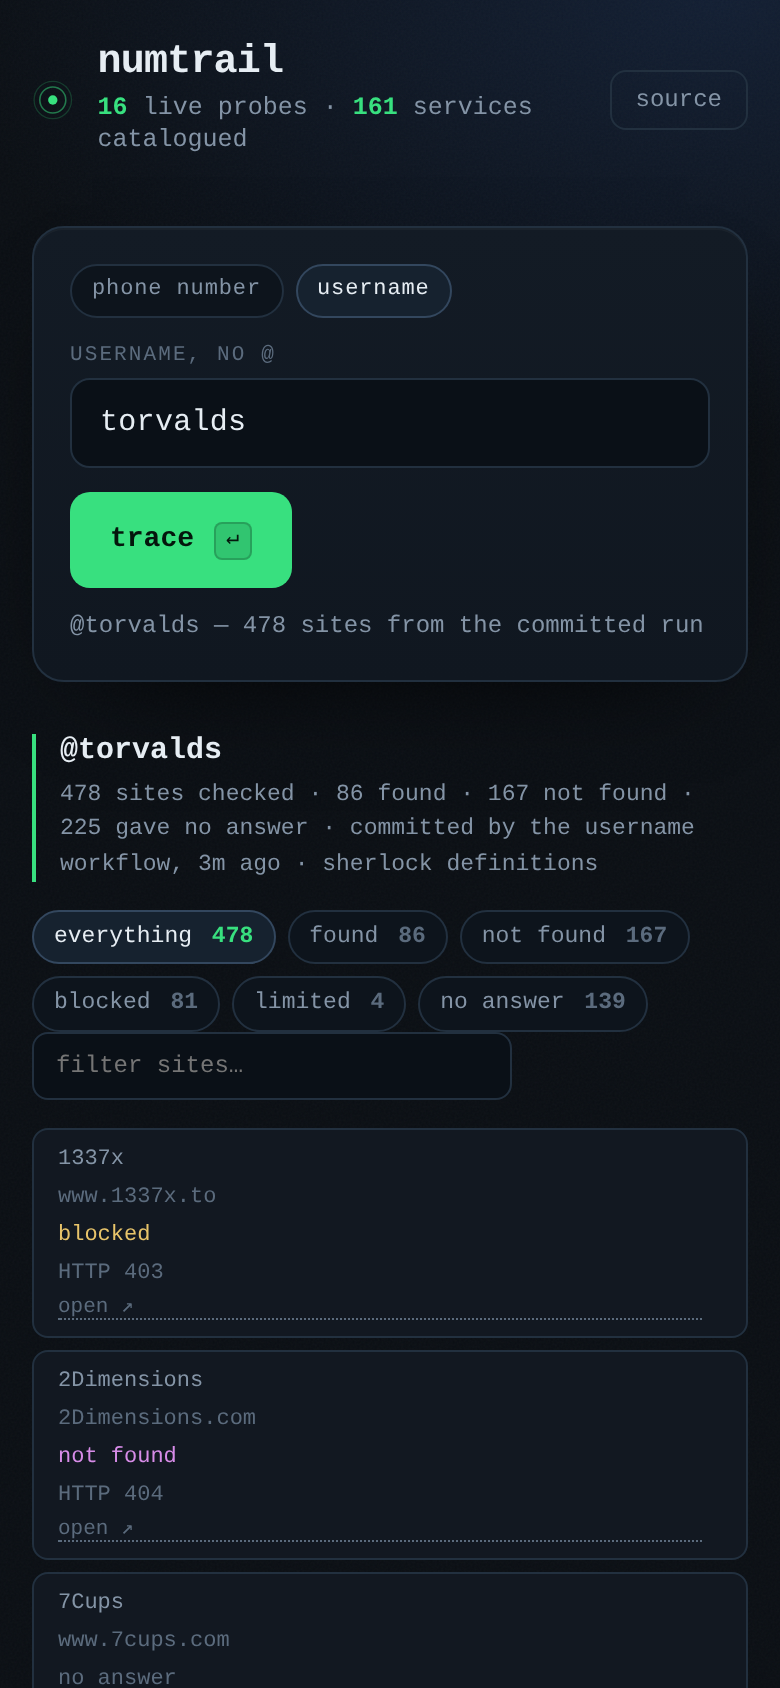 numtrail
16 live probes · 161 services
catalogued
source
phone number
username
USERNAME, NO @
torvalds
trace ↵
@torvalds — 478 sites from the committed run
@torvalds
478 sites checked · 86 found · 167 not found ·
225 gave no answer · committed by the username
workflow, 3m ago · sherlock definitions
everything 478
found 86
not found 167
blocked 81
limited 4
no answer 139
filter sites…
1337x
www.1337x.to
blocked
HTTP 403
open ↗
2Dimensions
2Dimensions.com
not found
HTTP 404
open ↗
7Cups
www.7cups.com
no answer